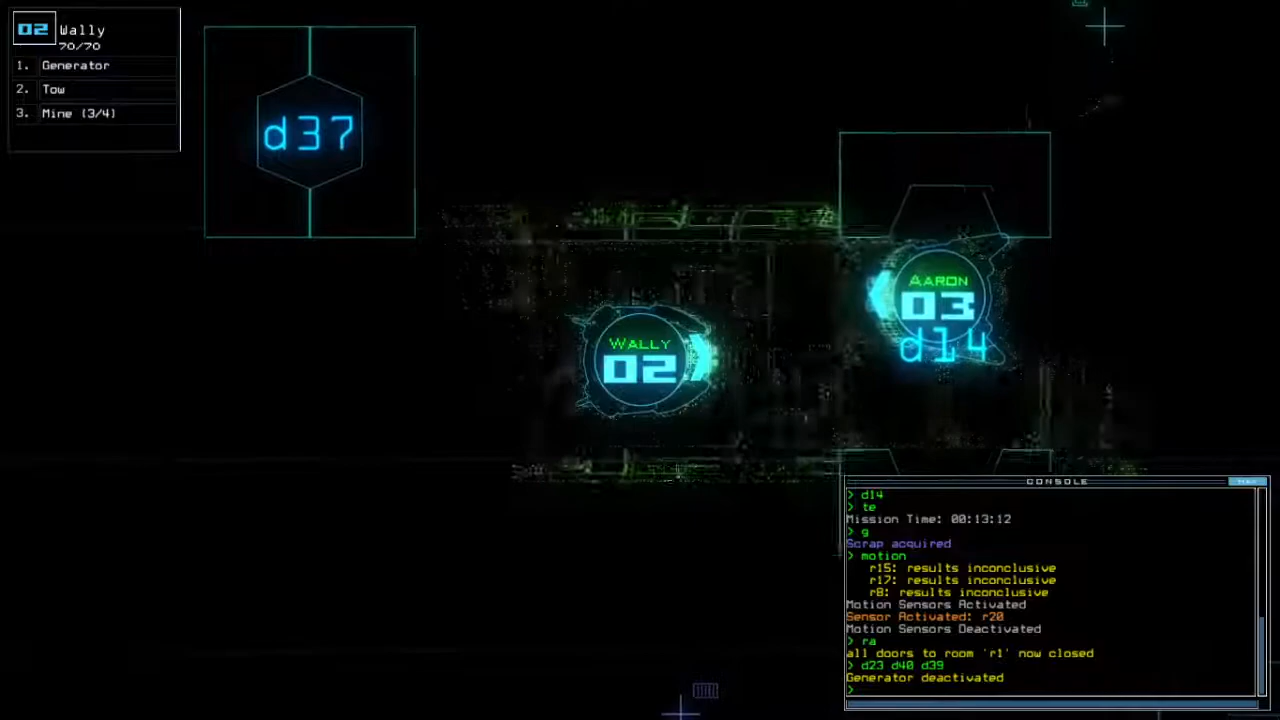 02 Wally
70/70
1. Generator
2. Tow
3. Mine (3/4)
d37
AARON
03
d14
WALLY
02
CONSOLE
> d14
> te
Mission Time: 00:13:12
> g
Scrap acquired
> motion
r15: results inconclusive
r17: results inconclusive
r8: results inconclusive
Motion Sensors Activated
Sensor Activated: r20
Motion Sensors Deactivated
> ra
all doors to room 'r1' now closed
> d23 d40 d39
Generator deactivated
>